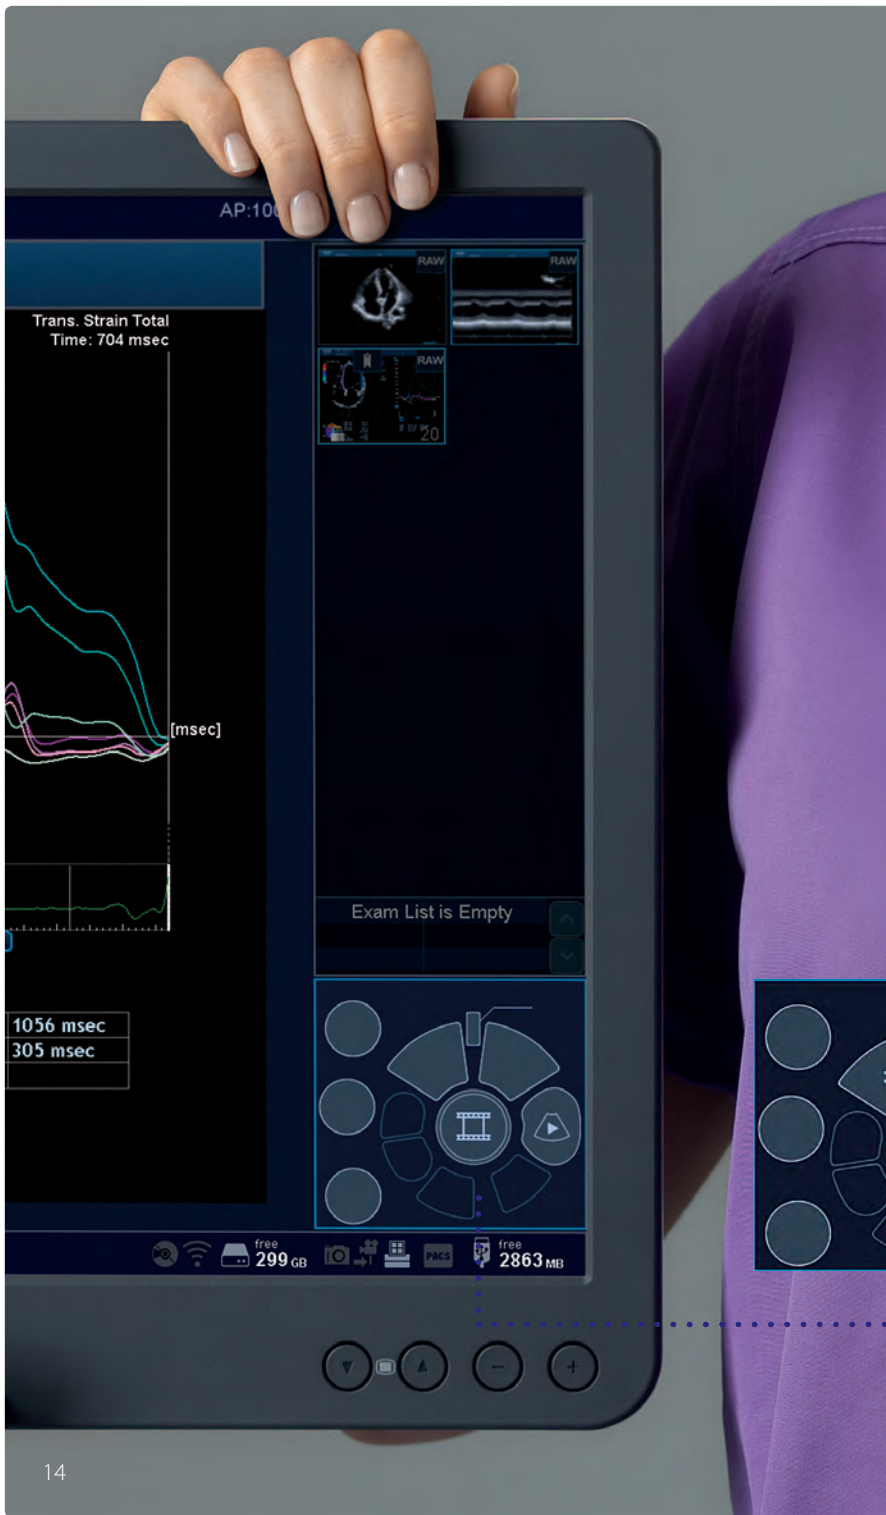 AP:100
RAW
RAW
Trans. Strain Total
Time: 704 msec
RAW
20
[msec]
Exam List is Empty
1056 msec
305 msec
free
299 GB
PACS
free
2863 MB
14